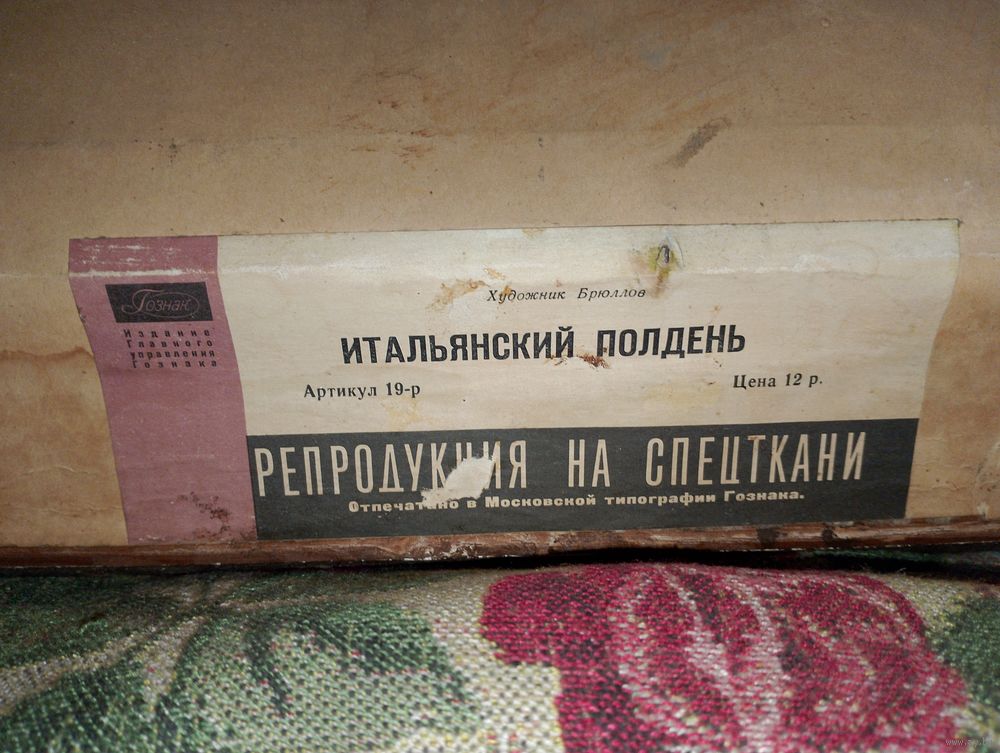 Гознак
Издание
Главного
управления
Гознака
Художник Брюллов
ИТАЛЬЯНСКИЙ ПОЛДЕНЬ
Артикул 19-р
Цена 12 р.
РЕПРОДУКЦИЯ НА СПЕЦТКАНИ
Отпечатано в Московской типографии Гознака.